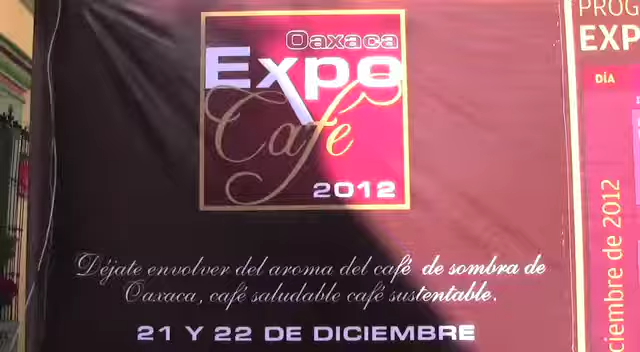 Oaxaca
Expo
Café
2012
Déjate envolver del aroma del café de sombra de
Oaxaca, café saludable café sustentable.
21 Y 22 DE DICIEMBRE
PROG
EXP
DÍA
ciembre de 2012